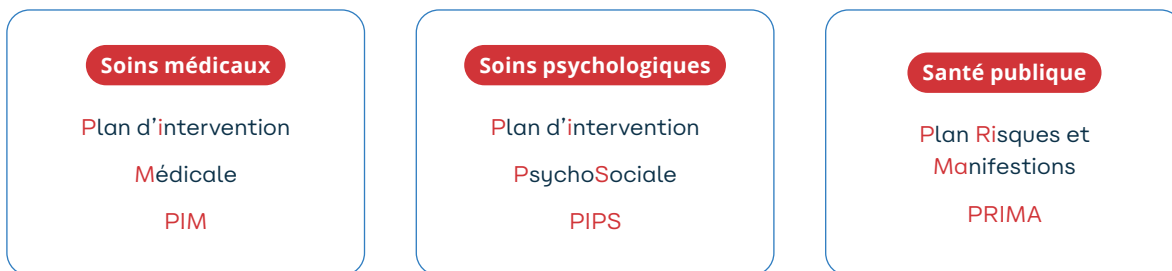 Soins médicaux
Plan d'intervention
Médicale
PIM
Soins psychologiques
Plan d'intervention
PsychoSociale
PIPS
Santé publique
Plan Risques et
Manifestions
PRIMA